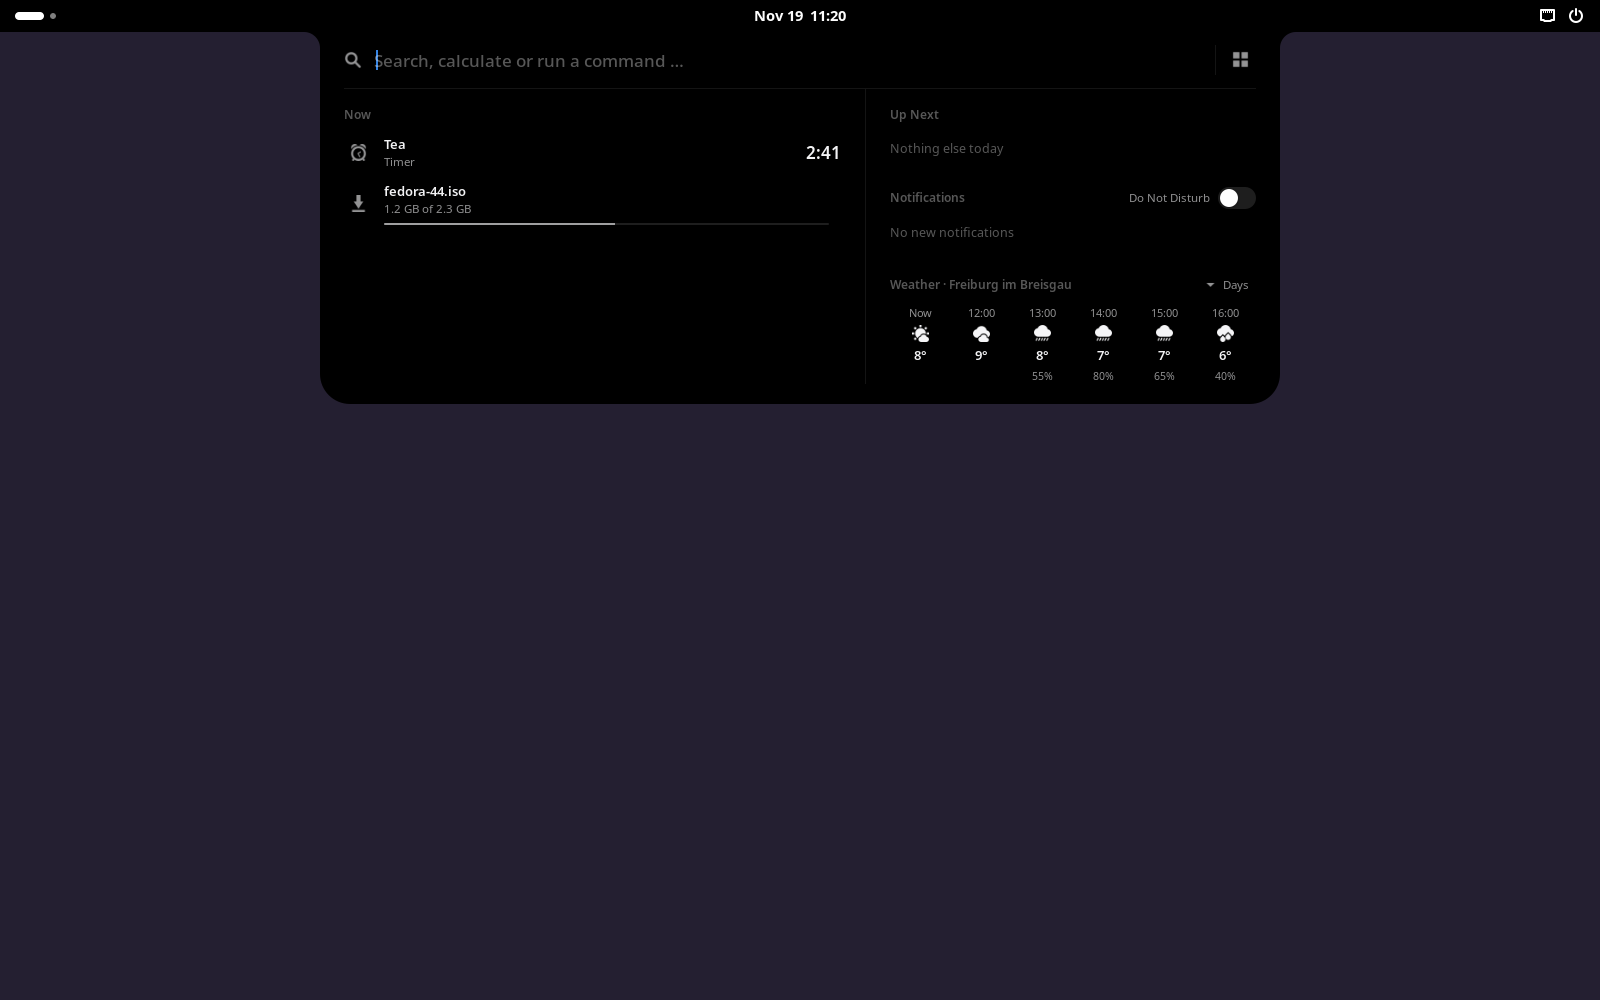 Nov 19 11:20
Search, calculate or run a command ...
Now
Tea
Timer
2:41
fedora-44.iso
1.2 GB of 2.3 GB
Up Next
Nothing else today
Notifications
Do Not Disturb
No new notifications
Weather · Freiburg im Breisgau
Days
Now 12:00 13:00 14:00 15:00 16:00
8° 9° 8° 7° 7° 6°
55% 80% 65% 40%